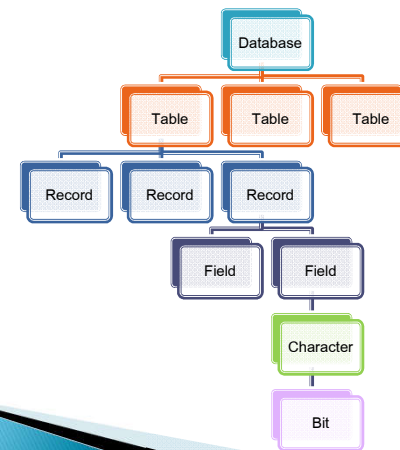 Database
Table Table Table
Record Record Record
Field Field
Character
Bit